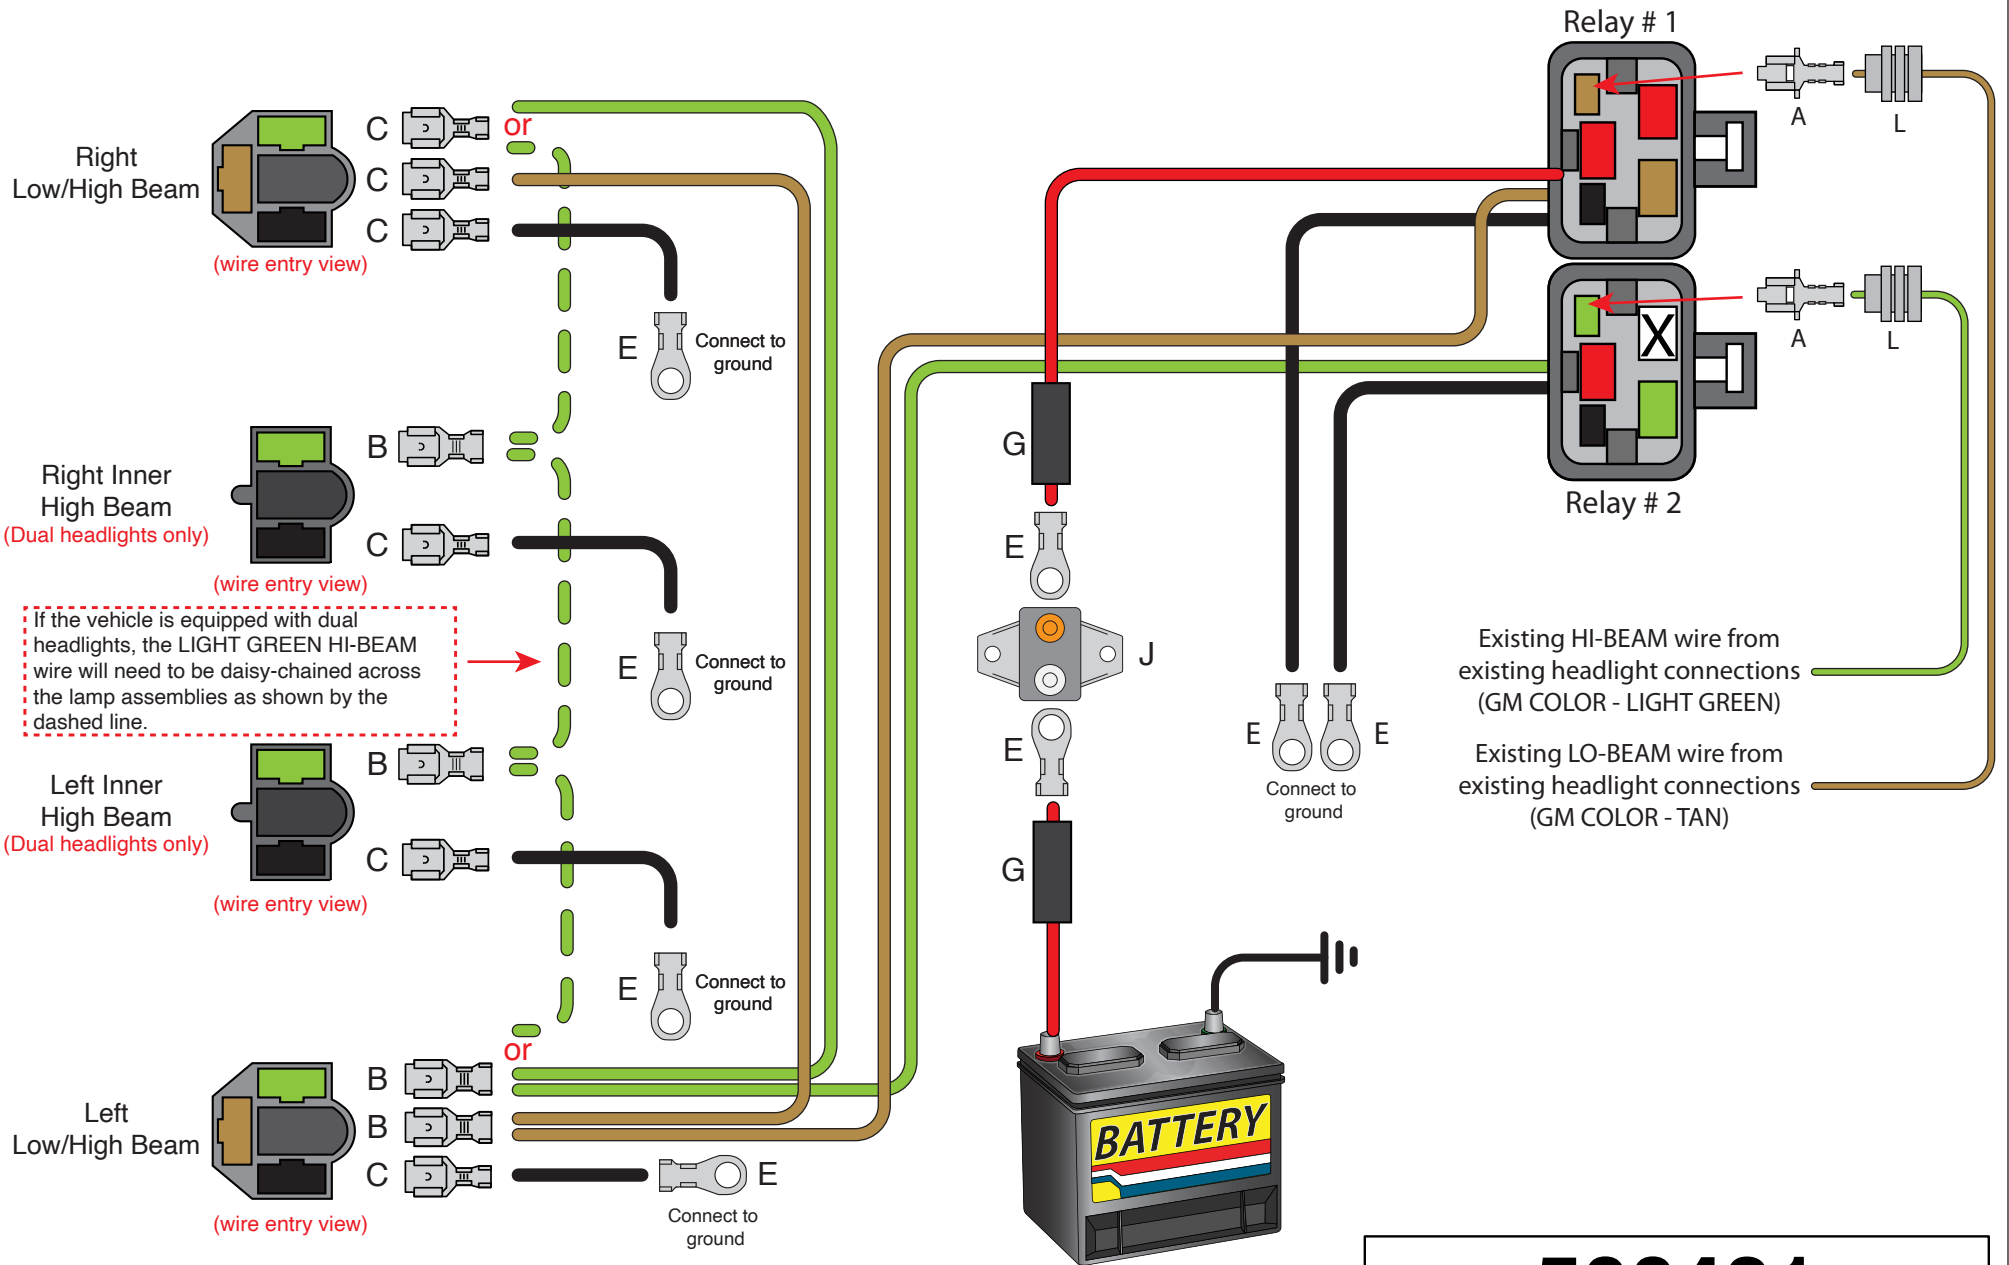 Relay # 1
A
L
Right
Low/High Beam
C
or
C
C
(wire entry view)
E
Connect to
ground
A
L
X
Relay # 2
Right Inner
High Beam
(Dual headlights only)
B
C
(wire entry view)
G
E
If the vehicle is equipped with dual
headlights, the LIGHT GREEN HI-BEAM
wire will need to be daisy-chained across
the lamp assemblies as shown by the
dashed line.
E
Connect to
ground
J
Existing HI-BEAM wire from
existing headlight connections
(GM COLOR - LIGHT GREEN)
E
E
E
Connect to
ground
Existing LO-BEAM wire from
existing headlight connections
(GM COLOR - TAN)
Left Inner
High Beam
(Dual headlights only)
B
C
(wire entry view)
G
E
Connect to
ground
or
Left
Low/High Beam
B
B
C
(wire entry view)
E
Connect to
ground
BATTERY